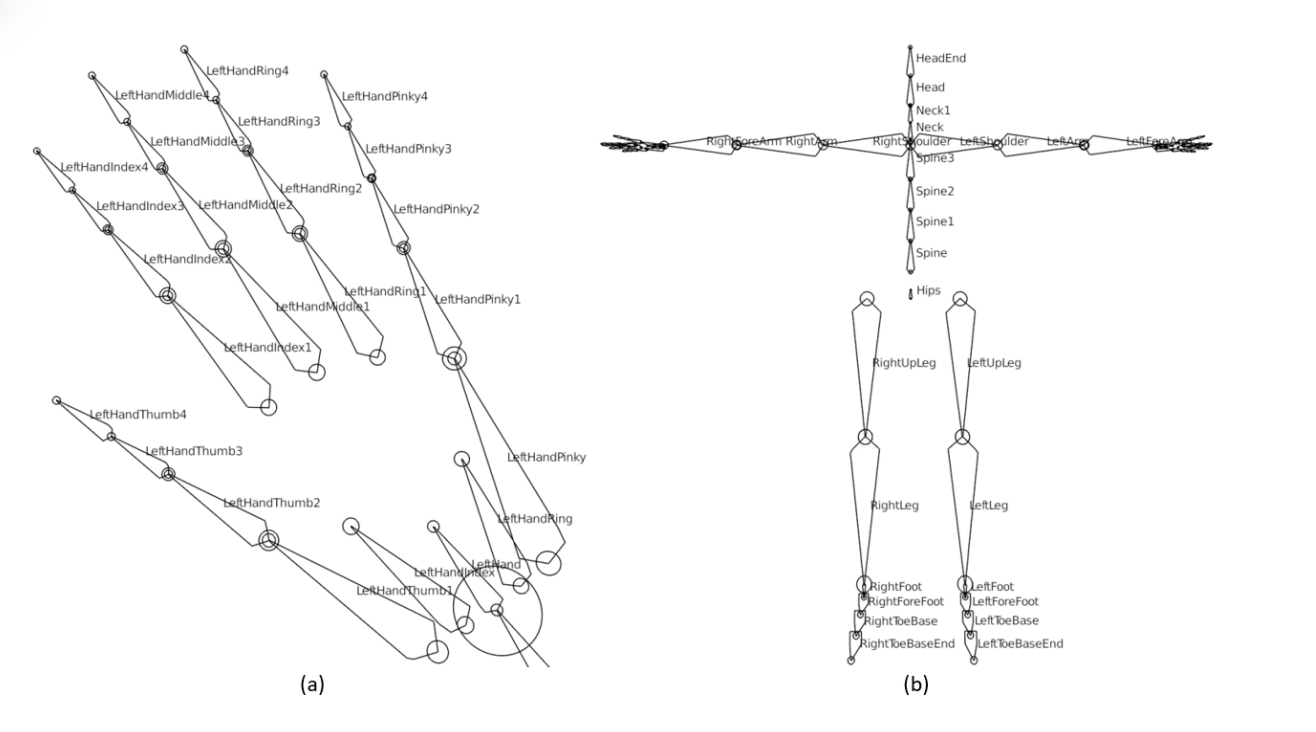 LeftHandRing4
LeftHandMiddle4
LeftHandPinky4
LeftHandRing3
LeftHandMiddle3
LeftHandPinky3
LeftHandIndex4
LeftHandRing2
LeftHandIndex3
LeftHandMiddle2
LeftHandPinky2
LeftHandIndex2
LeftHandRing1
LeftHandPinky1
LeftHandMiddle1
LeftHandIndex1
LeftHandThumb4
LeftHandThumb3
LeftHandPinky
LeftHandThumb2
LeftHandRing
LeftHand
LeftHandIndex
LeftHandThumb1
(a)
HeadEnd
Head
Neck1
Neck
RightForeArm
RightArm
RightShoulder
LeftShoulder
LeftArm
LeftForeArm
Spine3
Spine2
Spine1
Spine
Hips
RightUpLeg
LeftUpLeg
RightLeg
LeftLeg
RightFoot
LeftFoot
RightForeFoot
LeftForeFoot
RightToeBase
LeftToeBase
RightToeBaseEnd
LeftToeBaseEnd
(b)